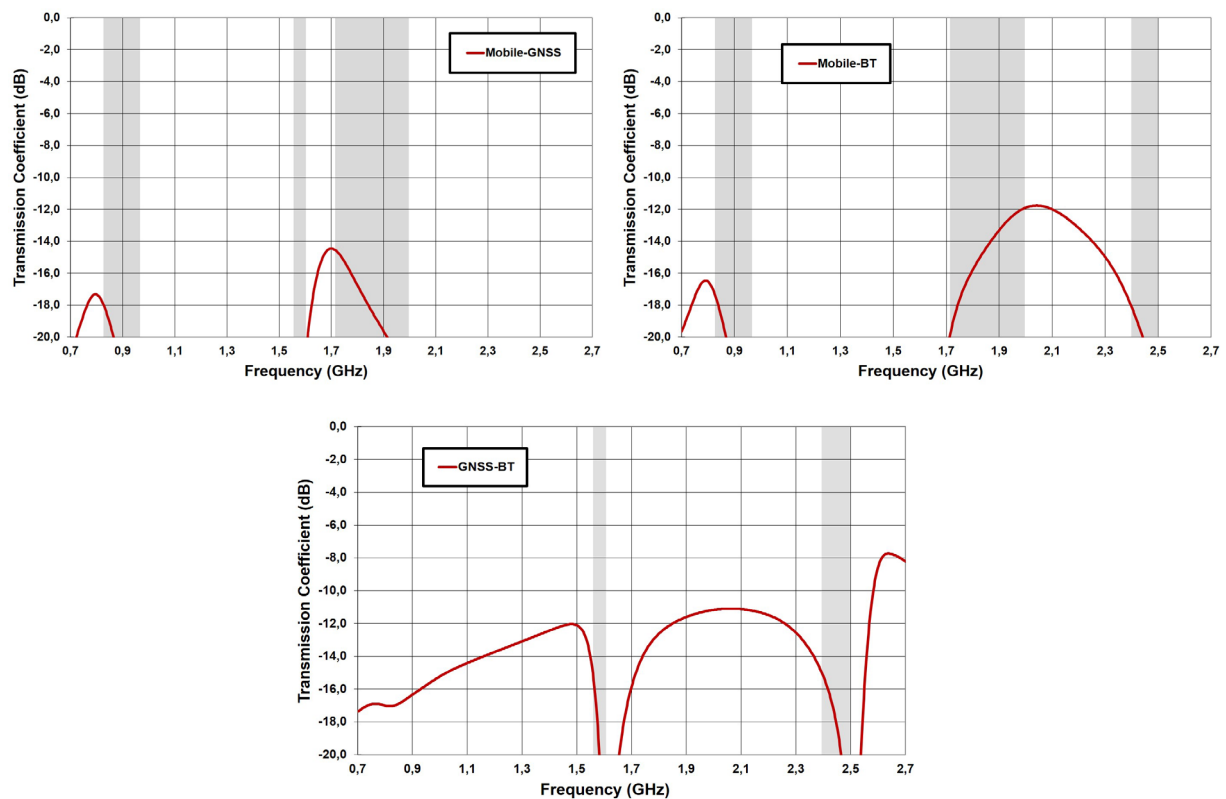 0,0
-2,0
-4,0
-6,0
-8,0
-10,0
-12,0
-14,0
-16,0
-18,0
-20,0
Transmission Coefficient (dB)
Mobile-GNSS
0,7 0,9 1,1 1,3 1,5 1,7 1,9 2,1 2,3 2,5 2,7
Frequency (GHz)
0,0
-2,0
-4,0
-6,0
-8,0
-10,0
-12,0
-14,0
-16,0
-18,0
-20,0
Transmission Coefficient (dB)
Mobile-BT
0,7 0,9 1,1 1,3 1,5 1,7 1,9 2,1 2,3 2,5 2,7
Frequency (GHz)
0,0
-2,0
-4,0
-6,0
-8,0
-10,0
-12,0
-14,0
-16,0
-18,0
-20,0
Transmission Coefficient (dB)
GNSS-BT
0,7 0,9 1,1 1,3 1,5 1,7 1,9 2,1 2,3 2,5 2,7
Frequency (GHz)